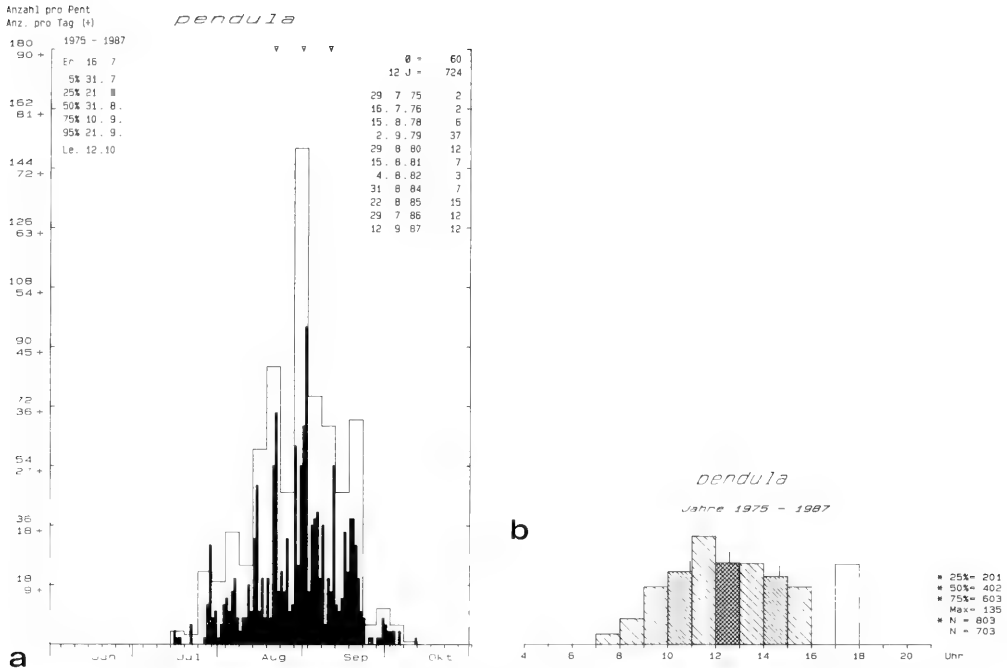 Anzahl pro Pent
Anz. pro Tag (+)
pendula
1975 - 1987
180
90 +
162
81 +
144
72 +
126
63 +
108
54 +
90
45 +
72
36 +
54
+
36
18 +
18
9 +
Er 16 7
5% 31. 7
25% 21
50% 31. 8.
75% 10. 9.
95% 21. 9.
Le. 12.10
Ø = 60
12 J = 724
29 7 75 2
16. 7.76 2
15. 8.78 6
2. 9.79 37
29 8 80 12
15. 8.81 7
4. 8.82 3
31 8 84 7
22 8 85 15
29 7 86 12
12 9 87 12
Jun Jul Aug Sep Okt
a
b
pendula
Jahre 1975 - 1987
* 25%= 201
* 50%= 402
* 75%= 603
Max= 135
* N = 803
N = 703
4 6 8 10 12 14 16 18 20 Uhr